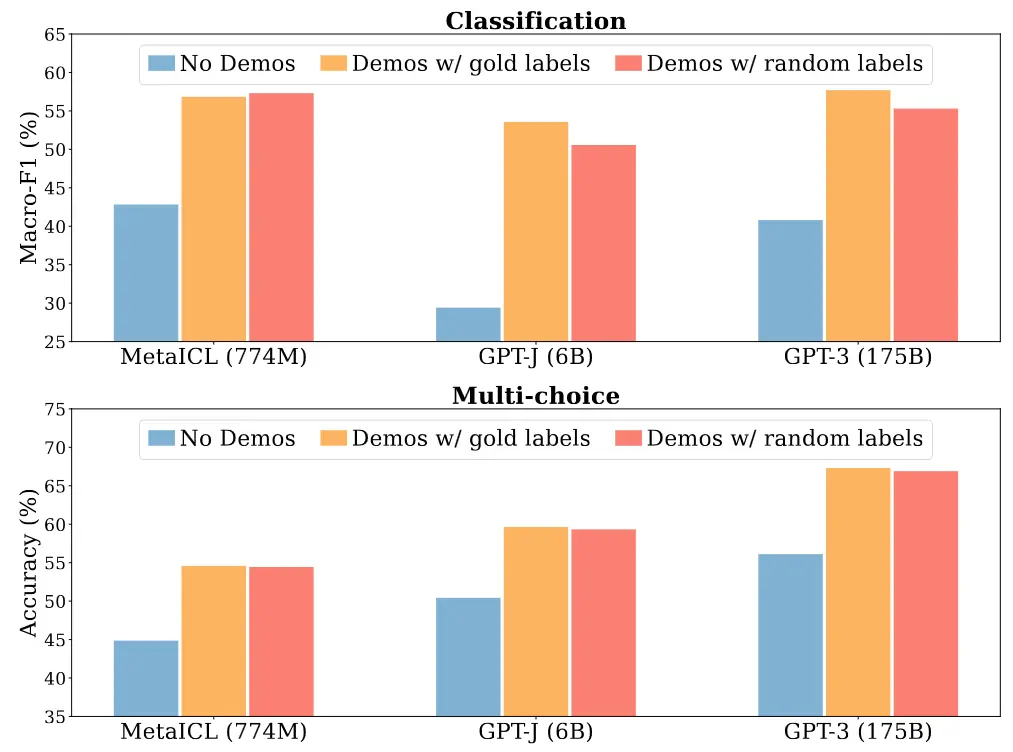 Classification
65
60
55
50
45
40
35
30
25
Macro-F1 (%)
No Demos Demos w/ gold labels Demos w/ random labels
MetaICL (774M) GPT-J (6B) GPT-3 (175B)
Multi-choice
75
70
65
60
55
50
45
40
35
Accuracy (%)
No Demos Demos w/ gold labels Demos w/ random labels
MetaICL (774M) GPT-J (6B) GPT-3 (175B)